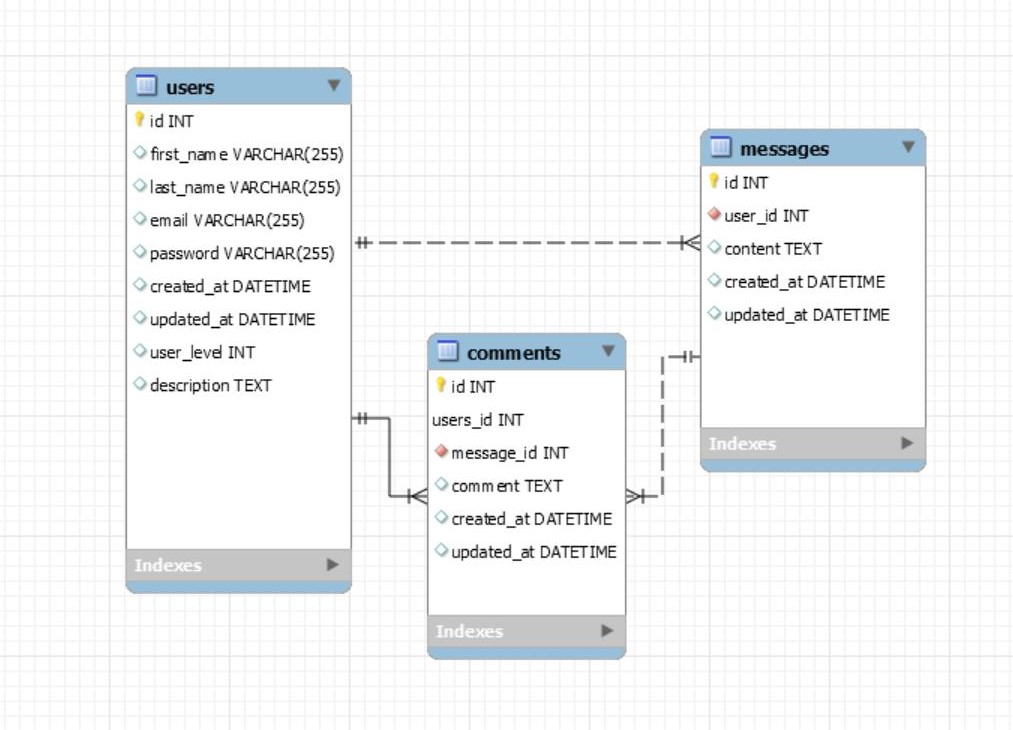 users
id INT
first_name VARCHAR(255)
last_name VARCHAR(255)
email VARCHAR(255)
password VARCHAR(255)
created_at DATETIME
updated_at DATETIME
user_level INT
description TEXT
Indexes
comments
id INT
users_id INT
message_id INT
comment TEXT
created_at DATETIME
updated_at DATETIME
Indexes
messages
id INT
user_id INT
content TEXT
created_at DATETIME
updated_at DATETIME
Indexes